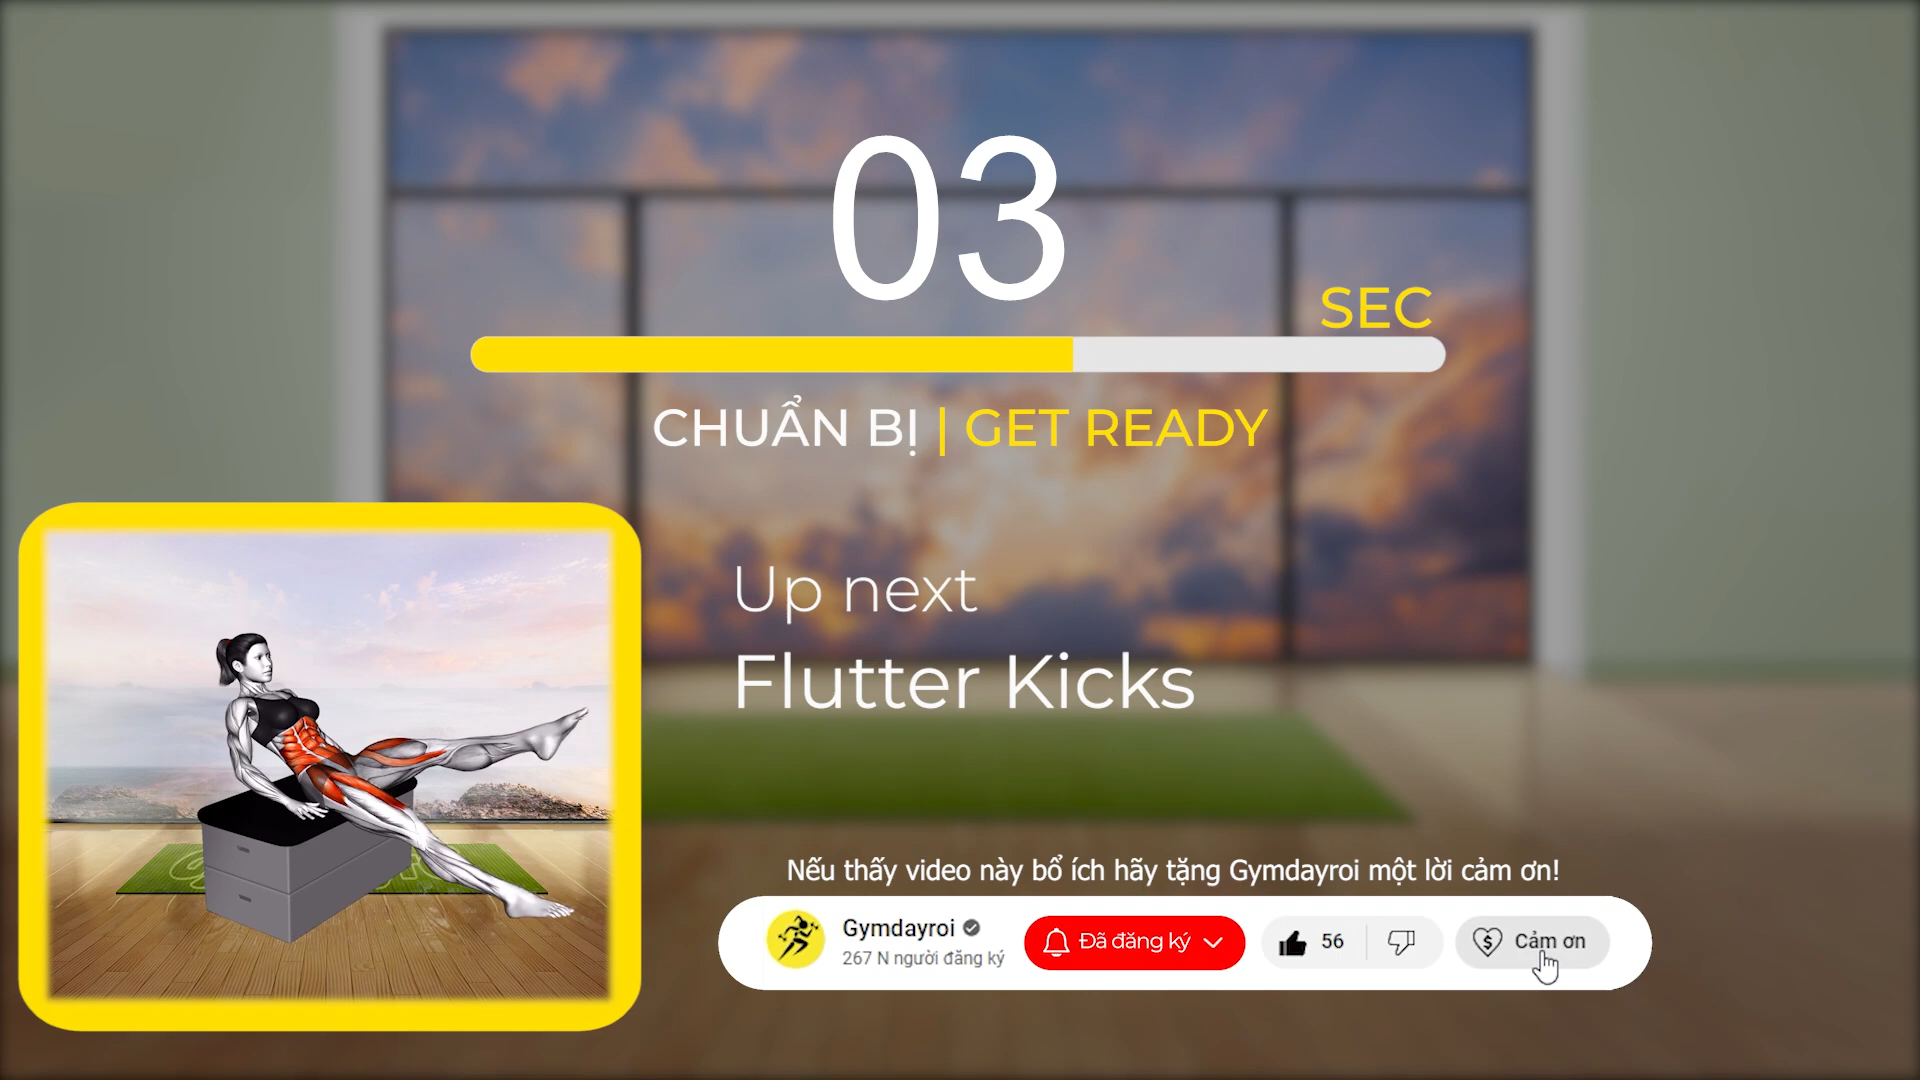 03
SEC
CHUẨN BỊ | GET READY
Up next
Flutter Kicks
Nếu thấy video này bổ ích hãy tặng Gymdayroi một lời cảm ơn!
Gymdayroi
267 N người đăng ký
Đã đăng ký
56
Cảm ơn